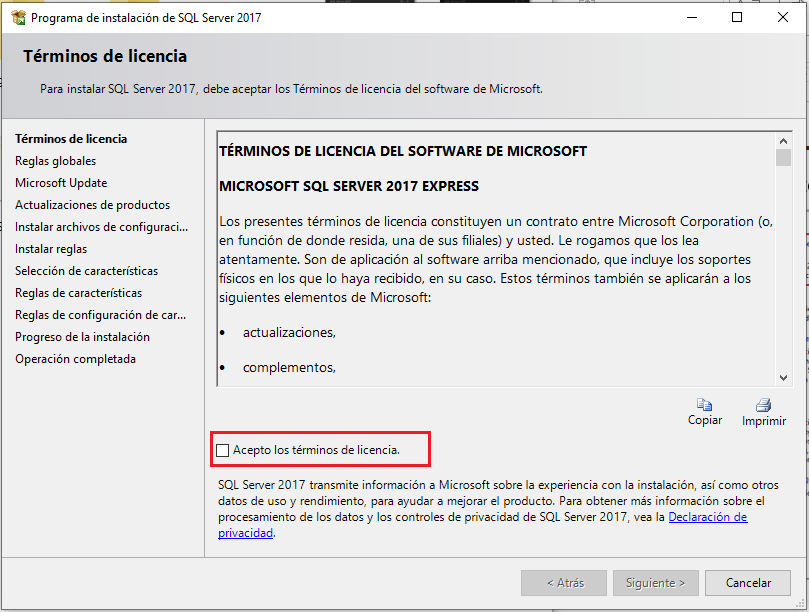 Programa de instalación de SQL Server 2017
Términos de licencia
Para instalar SQL Server 2017, debe aceptar los Términos de licencia del software de Microsoft.
Términos de licencia
Reglas globales
Microsoft Update
Actualizaciones de productos
Instalar archivos de configuraci...
Instalar reglas
Selección de características
Reglas de características
Reglas de configuración de car...
Progreso de la instalación
Operación completada
TÉRMINOS DE LICENCIA DEL SOFTWARE DE MICROSOFT
MICROSOFT SQL SERVER 2017 EXPRESS
Los presentes términos de licencia constituyen un contrato entre Microsoft Corporation (o,
en función de donde resida, una de sus filiales) y usted. Le rogamos que los lea
atentamente. Son de aplicación al software arriba mencionado, que incluye los soportes
físicos en los que lo haya recibido, en su caso. Estos términos también se aplicarán a los
siguientes elementos de Microsoft:
• actualizaciones,
• complementos,
Copiar
Imprimir
Acepto los términos de licencia.
SQL Server 2017 transmite información a Microsoft sobre la experiencia con la instalación, así como otros
datos de uso y rendimiento, para ayudar a mejorar el producto. Para obtener más información sobre el
procesamiento de los datos y los controles de privacidad de SQL Server 2017, vea la Declaración de
privacidad.
< Atrás
Siguiente >
Cancelar